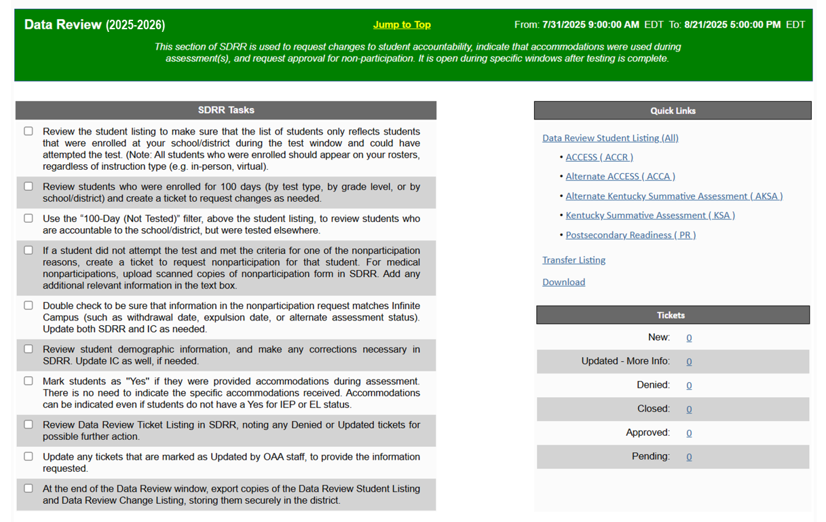 Data Review (2025-2026)
Jump to Top
From: 7/31/2025 9:00:00 AM EDT To: 8/21/2025 5:00:00 PM EDT
This section of SDRR is used to request changes to student accountability, indicate that accommodations were used during
assessment(s), and request approval for non-participation. It is open during specific windows after testing is complete.
SDRR Tasks
Review the student listing to make sure that the list of students only reflects students
that were enrolled at your school/district during the test window and could have
attempted the test. (Note: All students who were enrolled should appear on your rosters,
regardless of instruction type (e.g. in-person, virtual).
Review students who were enrolled for 100 days (by test type, by grade level, or by
school/district) and create a ticket to request changes as needed.
Use the "100-Day (Not Tested)" filter, above the student listing, to review students who
are accountable to the school/district, but were tested elsewhere.
If a student did not attempt the test and met the criteria for one of the nonparticipation
reasons, create a ticket to request nonparticipation for that student. For medical
nonparticipations, upload scanned copies of nonparticipation form in SDRR. Add any
additional relevant information in the text box.
Double check to be sure that information in the nonparticipation request matches Infinite
Campus (such as withdrawal date, expulsion date, or alternate assessment status).
Update both SDRR and IC as needed.
Review student demographic information, and make any corrections necessary in
SDRR. Update IC as well, if needed.
Mark students as "Yes" if they were provided accommodations during assessment.
There is no need to indicate the specific accommodations received. Accommodations
can be indicated even if students do not have a Yes for IEP or EL status.
Review Data Review Ticket Listing in SDRR, noting any Denied or Updated tickets for
possible further action.
Update any tickets that are marked as Updated by OAA staff, to provide the information
requested.
At the end of the Data Review window, export copies of the Data Review Student Listing
and Data Review Change Listing, storing them securely in the district.
Quick Links
Data Review Student Listing (All)
• ACCESS ( ACCR )
• Alternate ACCESS ( ACCA )
• Alternate Kentucky Summative Assessment ( AKSA )
• Kentucky Summative Assessment ( KSA )
• Postsecondary Readiness ( PR )
Transfer Listing
Download
Tickets
New: 0
Updated - More Info: 0
Denied: 0
Closed: 0
Approved: 0
Pending: 0